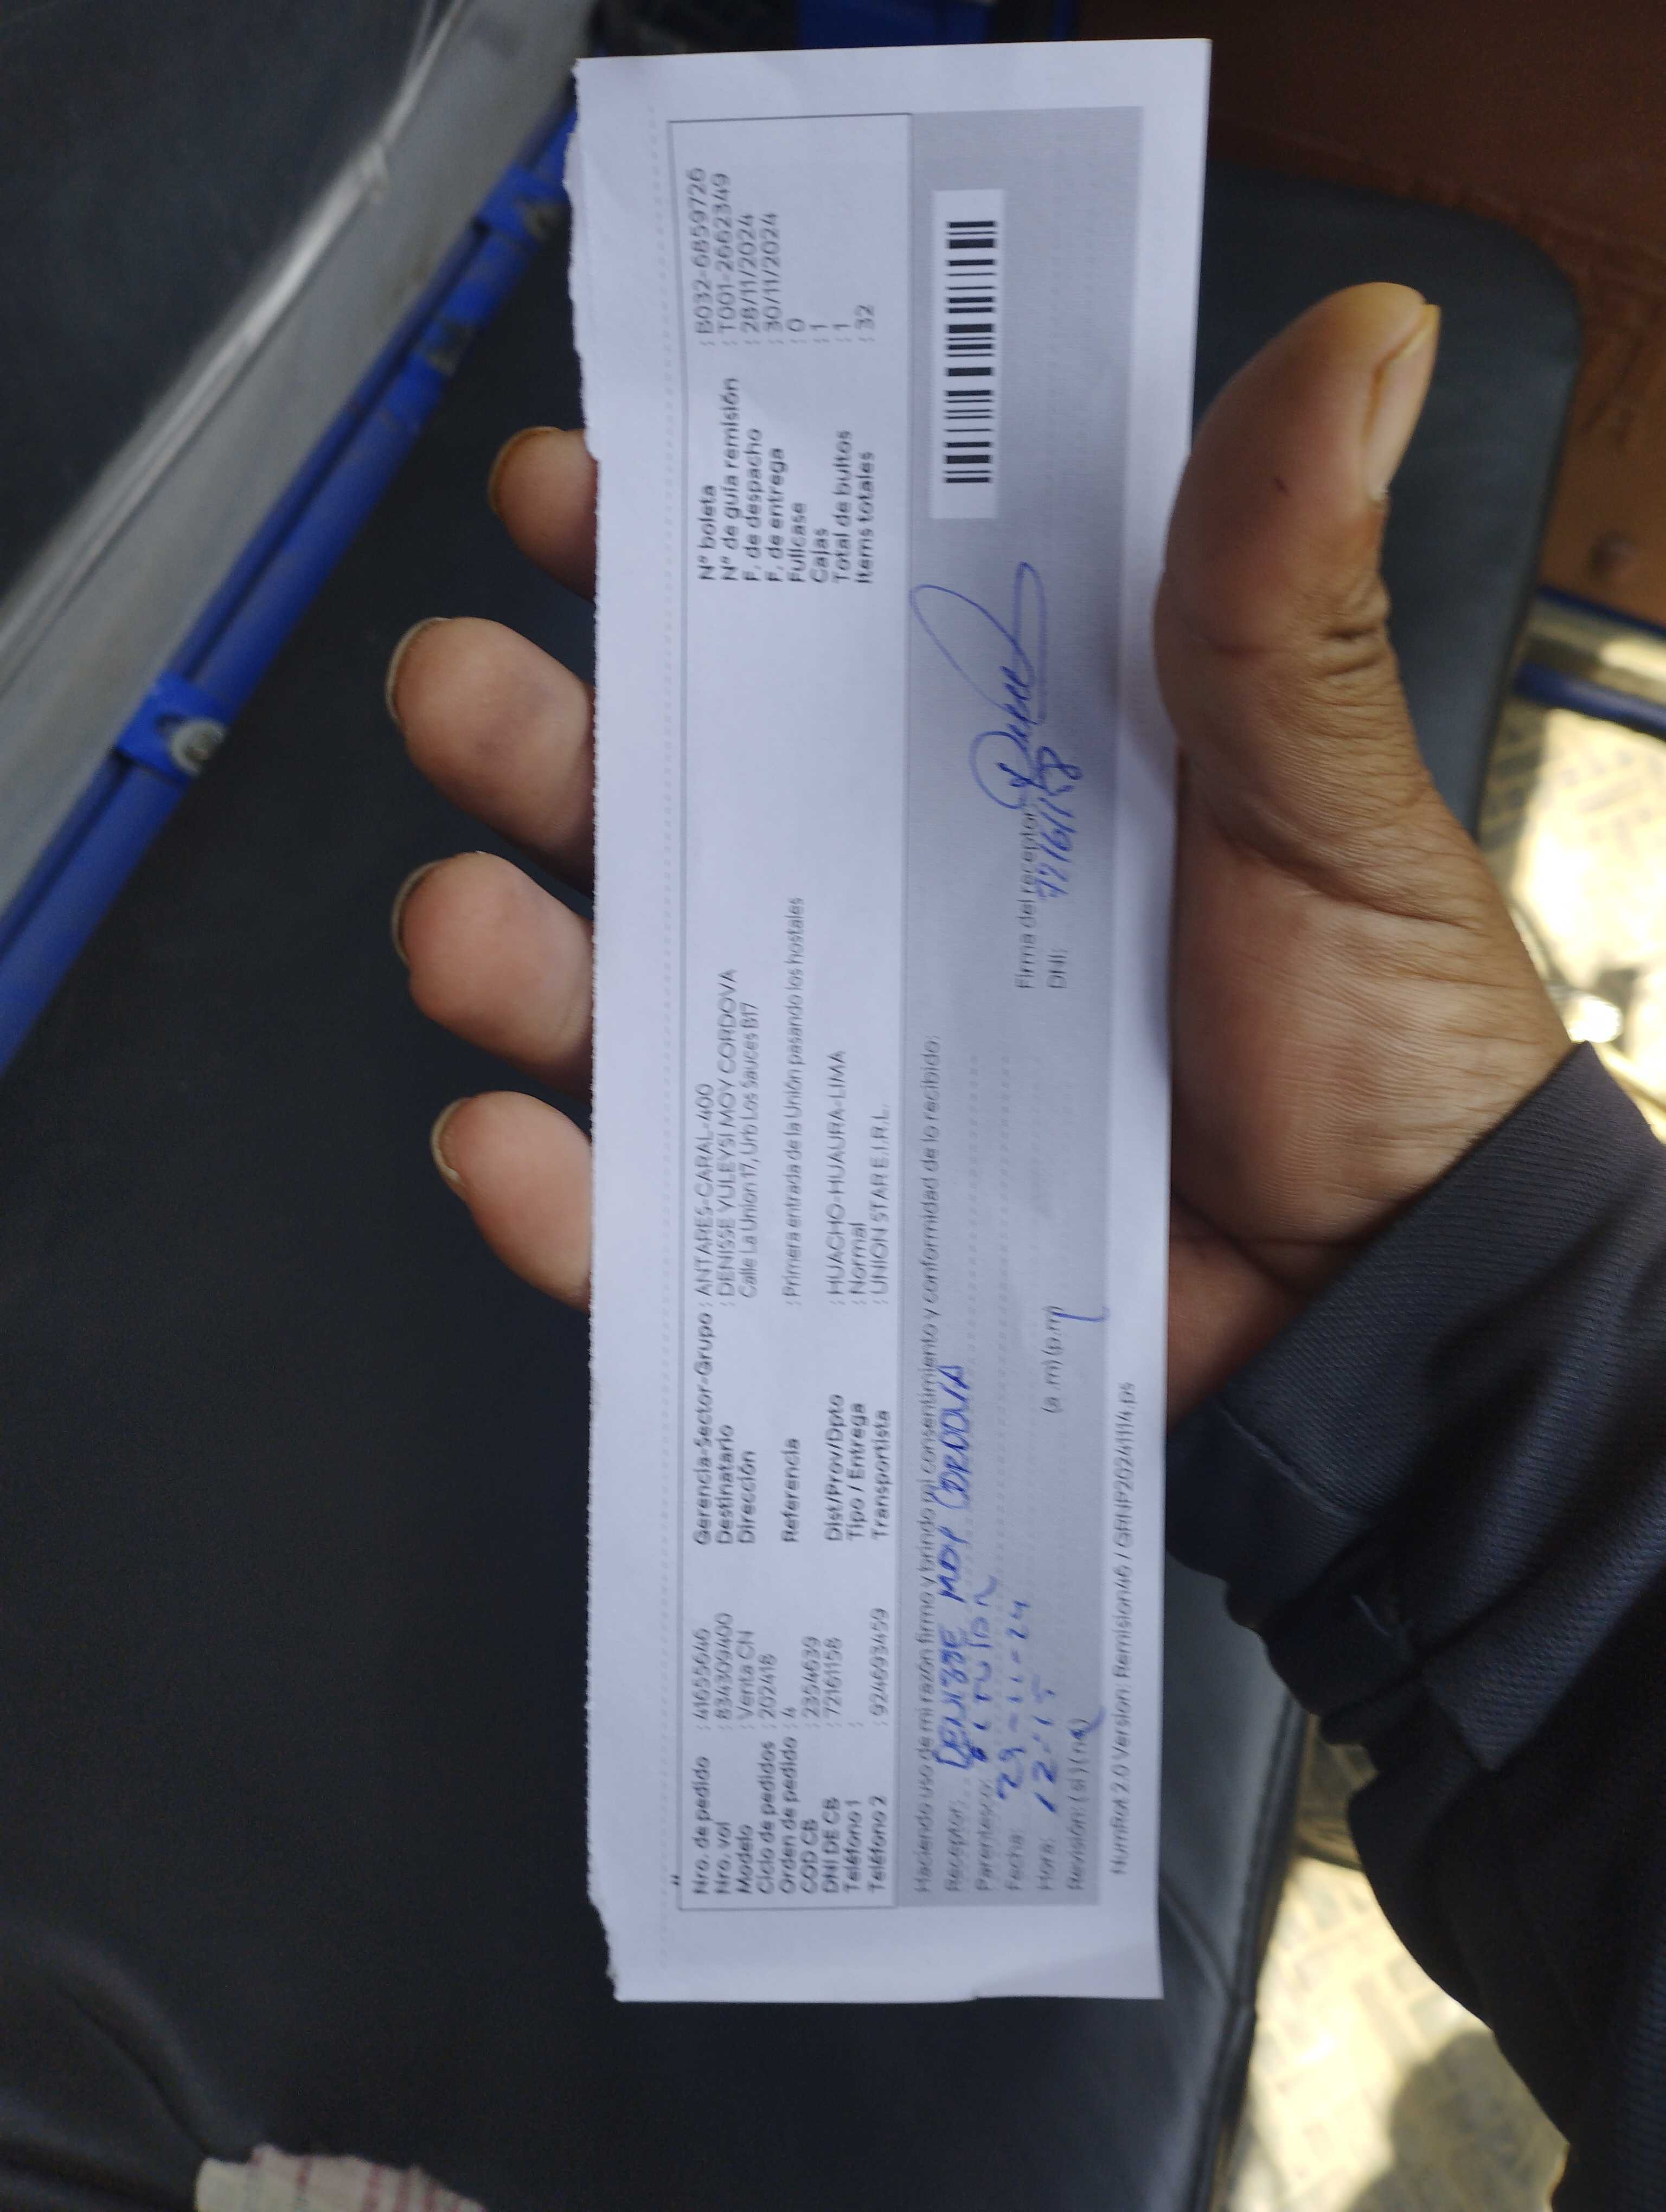 Nro. de pedido : 41655646
Nro. vol : 834309400
Modelo : Venta CN
Ciclo de pedidos : 202418
Orden de pedido : 4
COD CB : 2354639
DNI DE CB : 72161158
Teléfono 1 :
Teléfono 2 : 924693459
Gerencia-Sector-Grupo : ANTARES-CARAL-400
Destinatario : DENISSE YULEYSI MOY CORDOVA
Dirección Calle La Union 17, Urb Los Sauces B17
Referencia : Primera entrada de la Unión pasando los hostales
Dist/Prov/Dpto : HUACHO-HUAURA-LIMA
Tipo / Entrega : Normal
Transportista : UNION STAR E.I.R.L.
N° boleta : B032-6859726
N° de guía remisión : T001-2662349
F. de despacho : 28/11/2024
F. de entrega : 30/11/2024
Fullcase : 0
Cajas : 1
Total de bultos : 1
Items totales : 32
Haciendo uso de mi razón firmo y brindo mi consentimiento y conformidad de lo recibido:
Receptor: DENISSE MOY CORDOVA
Parentesco: TITULAR
Fecha: 29-11-24
Hora: 12:15 (a.m) (p.m)
Revisión: (si) (no)
Firma del receptor:
DNI: 72161158
HumRot 2.0 Version: Remision46 / GRNP20241114.ps